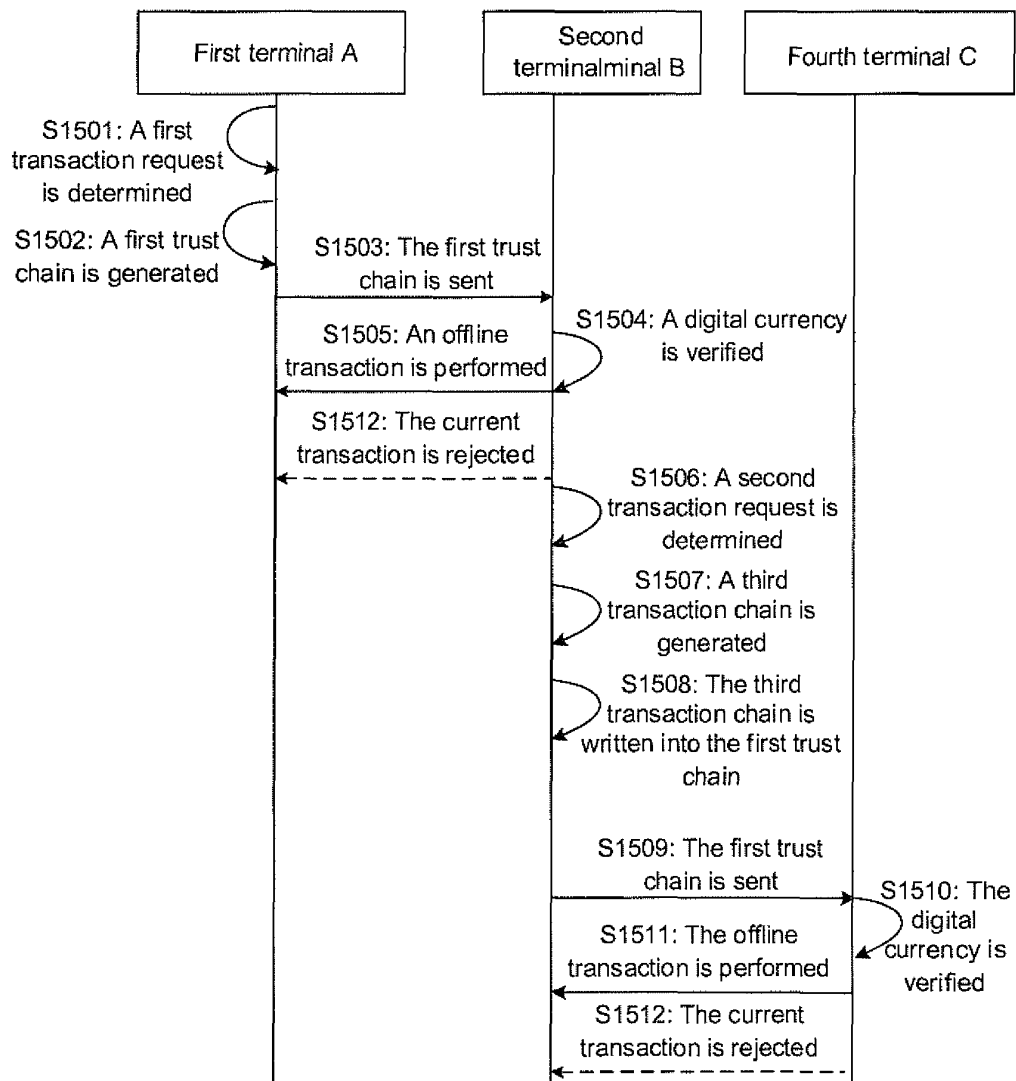 First terminal A
Second
terminalminal B
Fourth terminal C
S1501: A first
transaction request
is determined
S1502: A first trust
chain is generated
S1503: The first trust
chain is sent
S1504: A digital currency
is verified
S1505: An offline
transaction is performed
S1512: The current
transaction is rejected
S1506: A second
transaction request is
determined
S1507: A third
transaction chain is
generated
S1508: The third
transaction chain is
written into the first trust
chain
S1509: The first trust
chain is sent
S1510: The
digital
currency is
verified
S1511: The offline
transaction is performed
S1512: The current
transaction is rejected